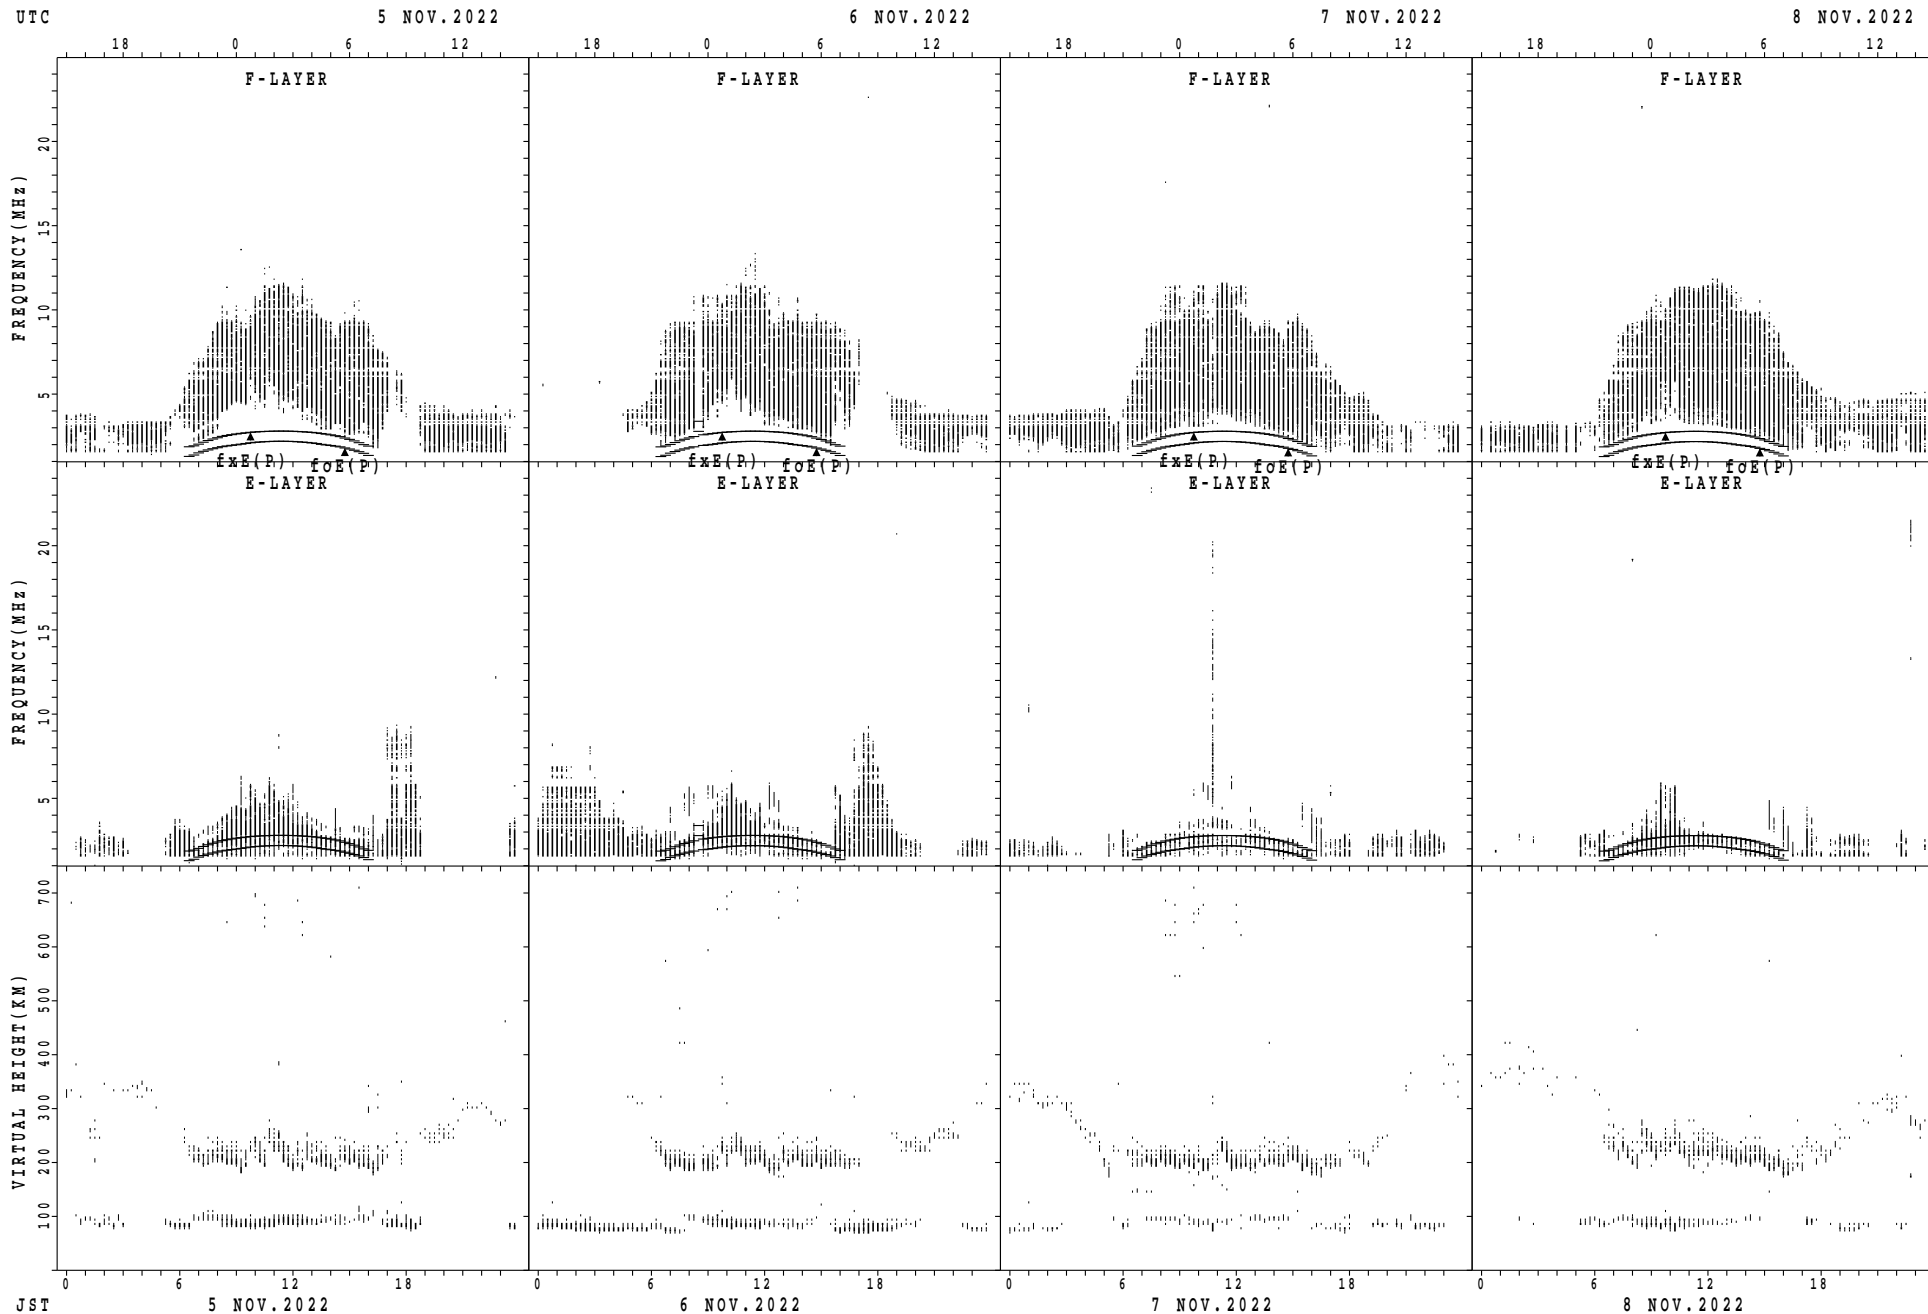 UTC 5 NOV.2022 6 NOV.2022 7 NOV.2022 8 NOV.2022
18 0 6 12 18 0 6 12 18 0 6 12 18 0 6 12
F-LAYER F-LAYER F-LAYER F-LAYER
FREQUENCY(MHz)
20
15
10
5
fxE(P) foE(P) fxE(P) foE(P) fxE(P) foE(P) fxE(P) foE(P)
E-LAYER E-LAYER E-LAYER E-LAYER
FREQUENCY(MHz)
20
15
10
5
VIRTUAL HEIGHT(KM)
700
600
500
400
300
200
100
0 6 12 18 0 6 12 18 0 6 12 18 0 6 12 18
JST 5 NOV.2022 6 NOV.2022 7 NOV.2022 8 NOV.2022